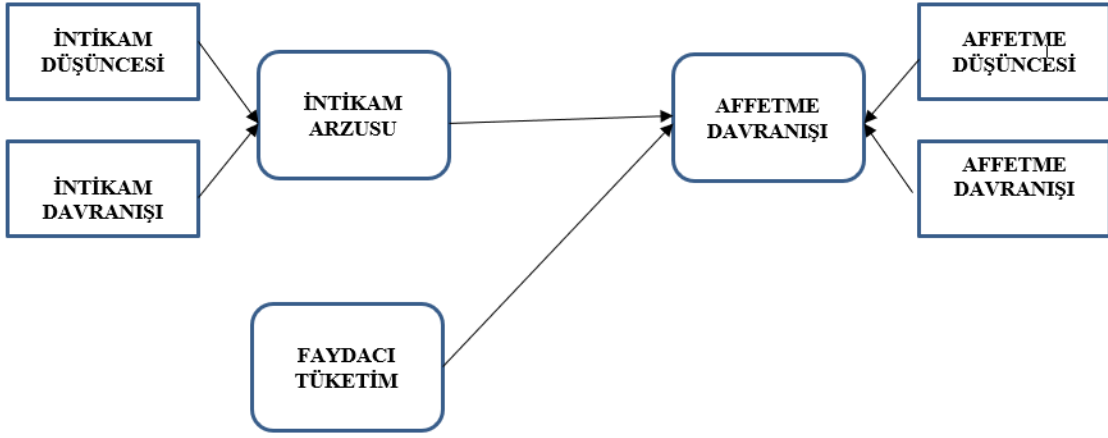 İNTİKAM
DÜŞÜNCESİ
İNTİKAM
DAVRANIŞI
İNTİKAM
ARZUSU
FAYDACI
TÜKETİM
AFFETME
DAVRANIŞI
AFFETME
DÜŞÜNCESİ
AFFETME
DAVRANIŞI